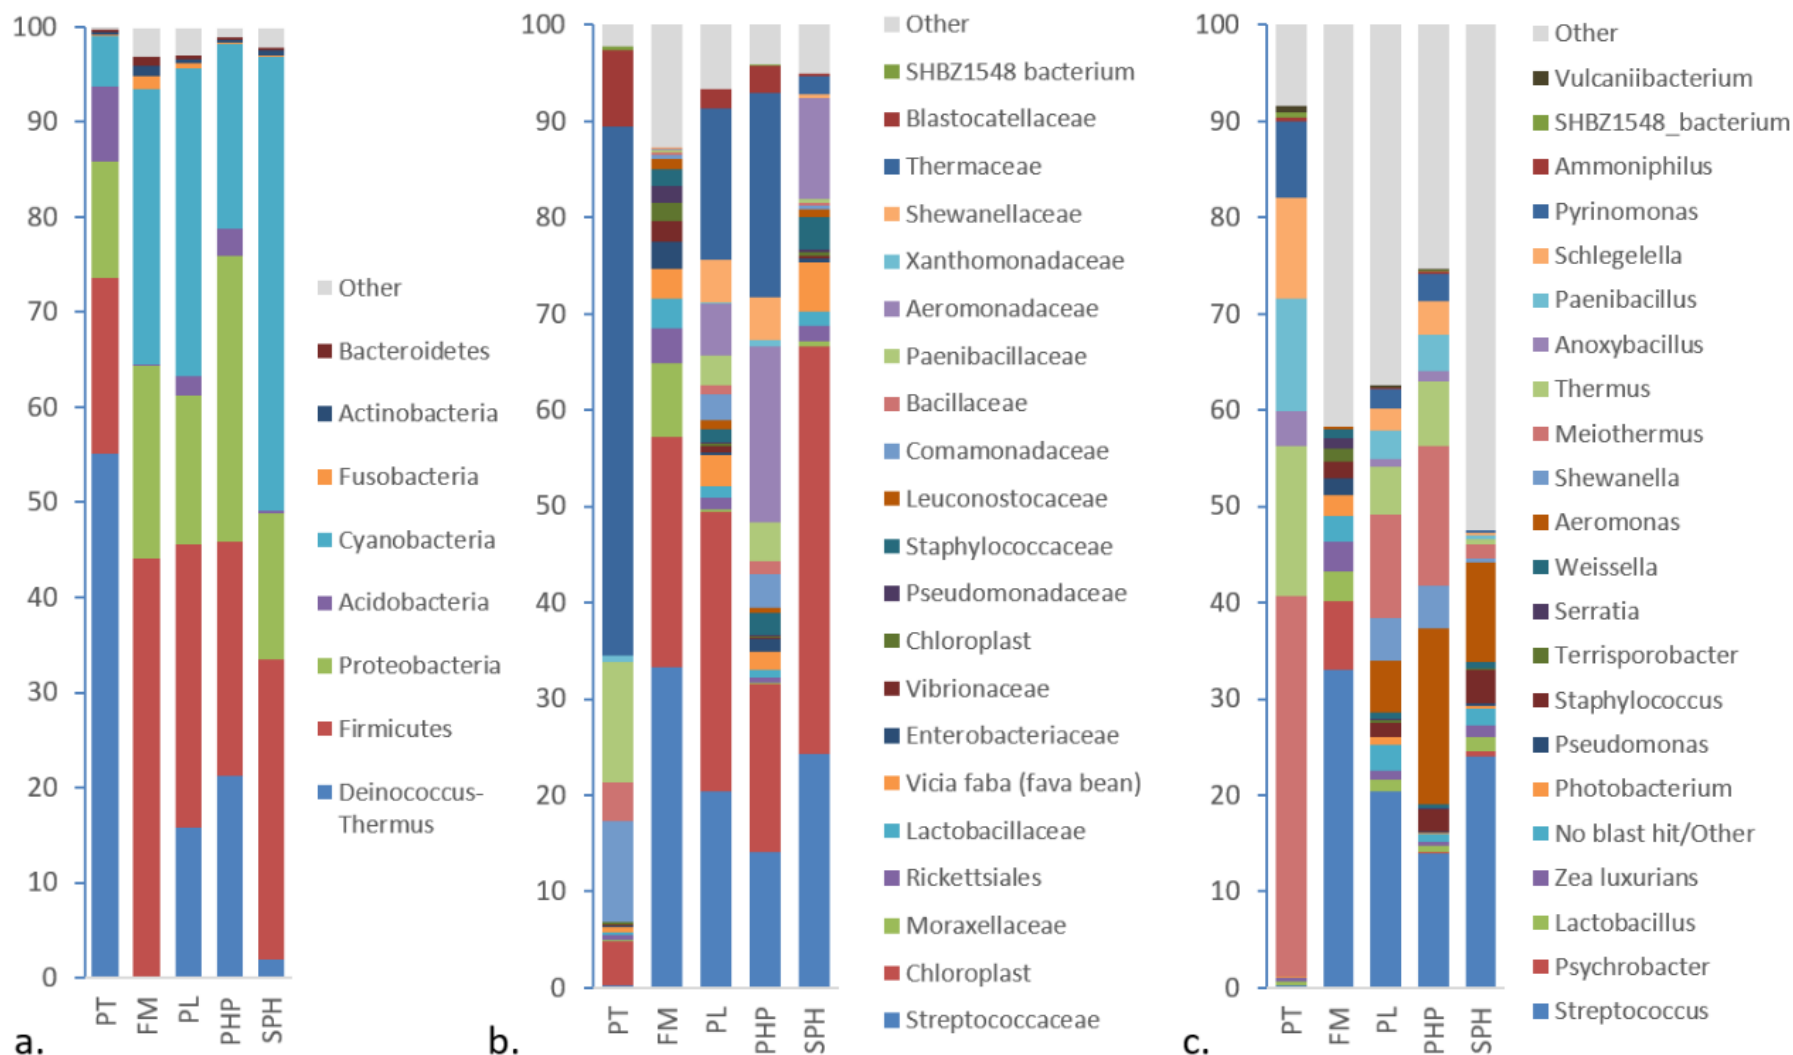 100
90
80
70
60
50
40
30
20
10
0
PT
FM
PL
PHP
SPH
Other
Bacteroidetes
Actinobacteria
Fusobacteria
Cyanobacteria
Acidobacteria
Proteobacteria
Firmicutes
Deinococcus-
Thermus
a.
100
90
80
70
60
50
40
30
20
10
0
PT
FM
PL
PHP
SPH
Other
SHBZ1548 bacterium
Blastocatellaceae
Thermaceae
Shewanellaceae
Xanthomonadaceae
Aeromonadaceae
Paenibacillaceae
Bacillaceae
Comamonadaceae
Leuconostocaceae
Staphylococcaceae
Pseudomonadaceae
Chloroplast
Vibrionaceae
Enterobacteriaceae
Vicia faba (fava bean)
Lactobacillaceae
Rickettsiales
Moraxellaceae
Chloroplast
Streptococcaceae
b.
100
90
80
70
60
50
40
30
20
10
0
PT
FM
PL
PHP
SPH
Other
Vulcaniibacterium
SHBZ1548_bacterium
Ammoniphilus
Pyrinomonas
Schlegelella
Paenibacillus
Anoxybacillus
Thermus
Meiothermus
Shewanella
Aeromonas
Weissella
Serratia
Terrisporobacter
Staphylococcus
Pseudomonas
Photobacterium
No blast hit/Other
Zea luxurians
Lactobacillus
Psychrobacter
Streptococcus
c.